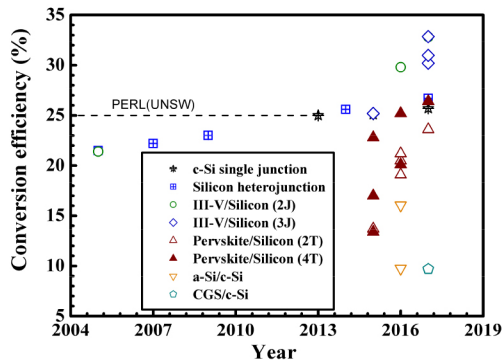 Conversion efficiency (%)
35
30
25
20
15
10
5
PERL(UNSW)
c-Si single junction
Silicon heterojunction
III-V/Silicon (2J)
III-V/Silicon (3J)
Pervskite/Silicon (2T)
Pervskite/Silicon (4T)
a-Si/c-Si
CGS/c-Si
2004 2007 2010 2013 2016 2019
Year